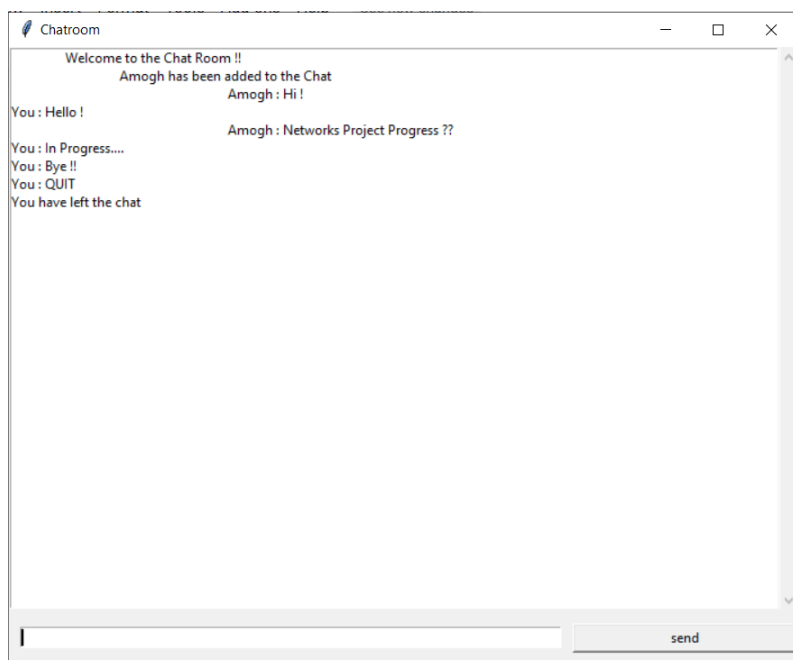 Chatroom
Welcome to the Chat Room !!
Amogh has been added to the Chat
Amogh : Hi !
You : Hello !
Amogh : Networks Project Progress ??
You : In Progress....
You : Bye !!
You : QUIT
You have left the chat
send